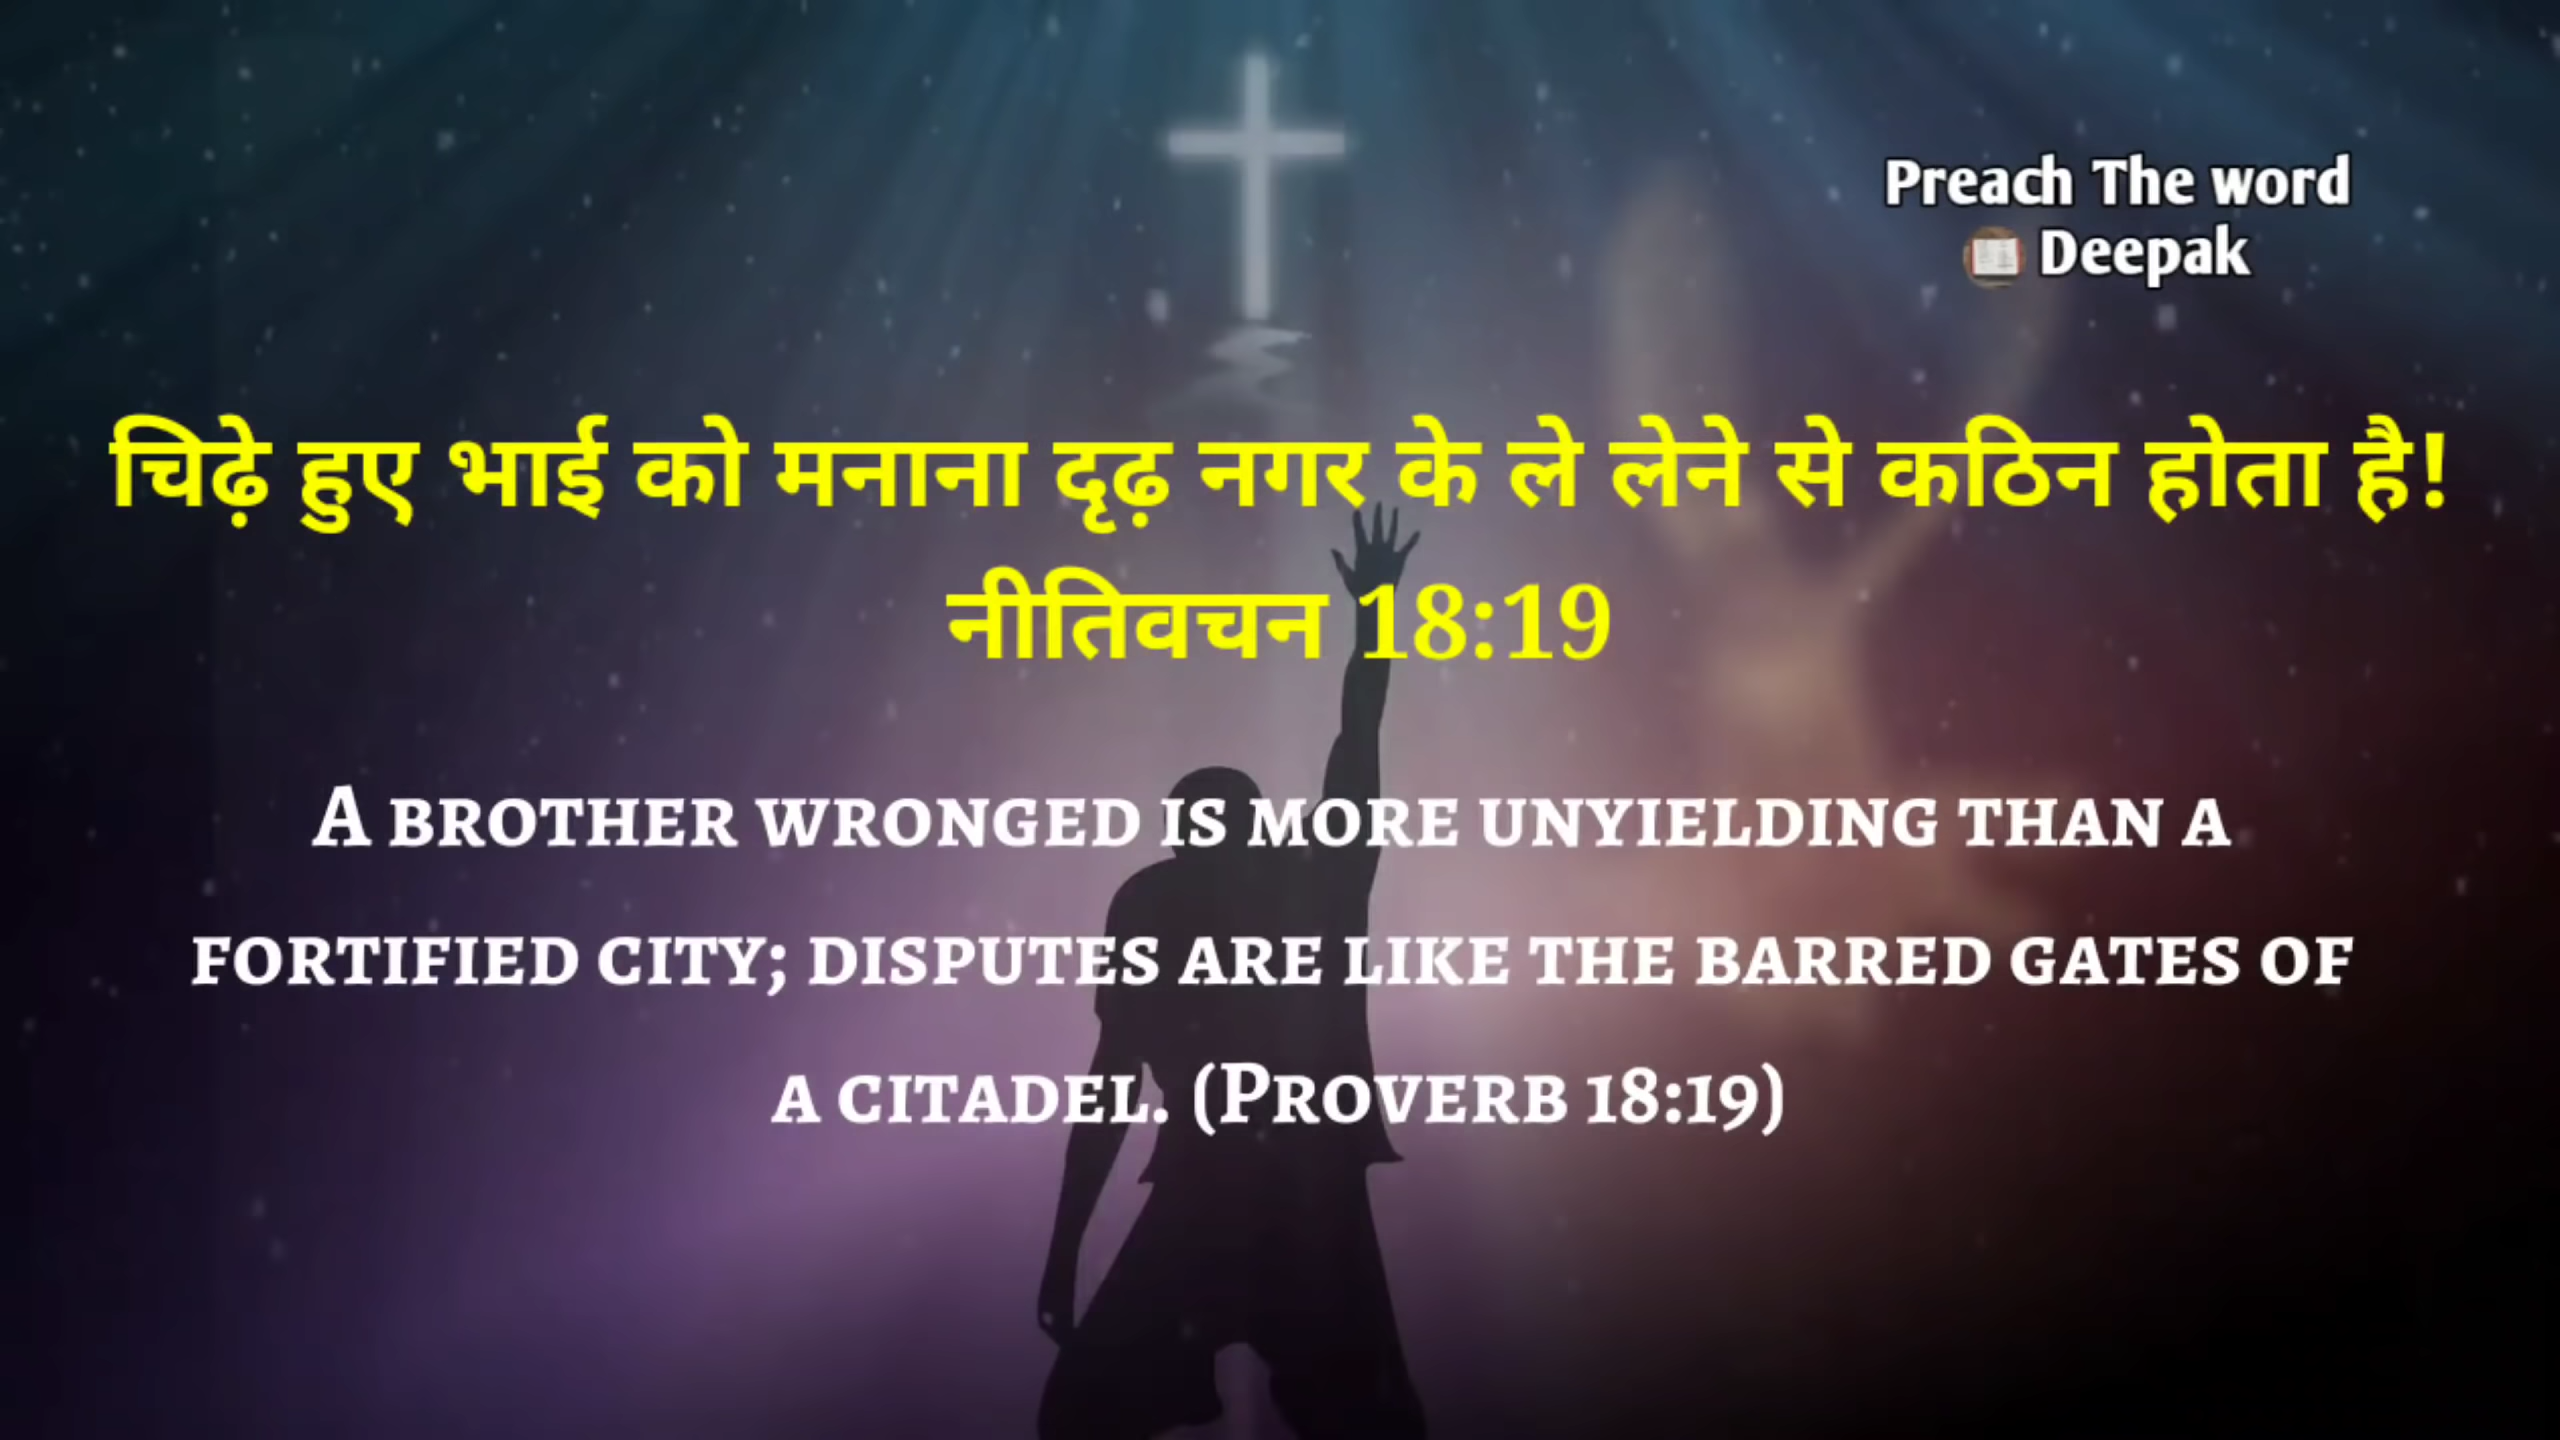 Preach The word
Deepak
चिढ़े हुए भाई को मनाना दृढ़ नगर के ले लेने से कठिन होता है!
नीतिवचन 18:19
A brother wronged is more unyielding than a
fortified city; disputes are like the barred gates of
a citadel. (Proverb 18:19)